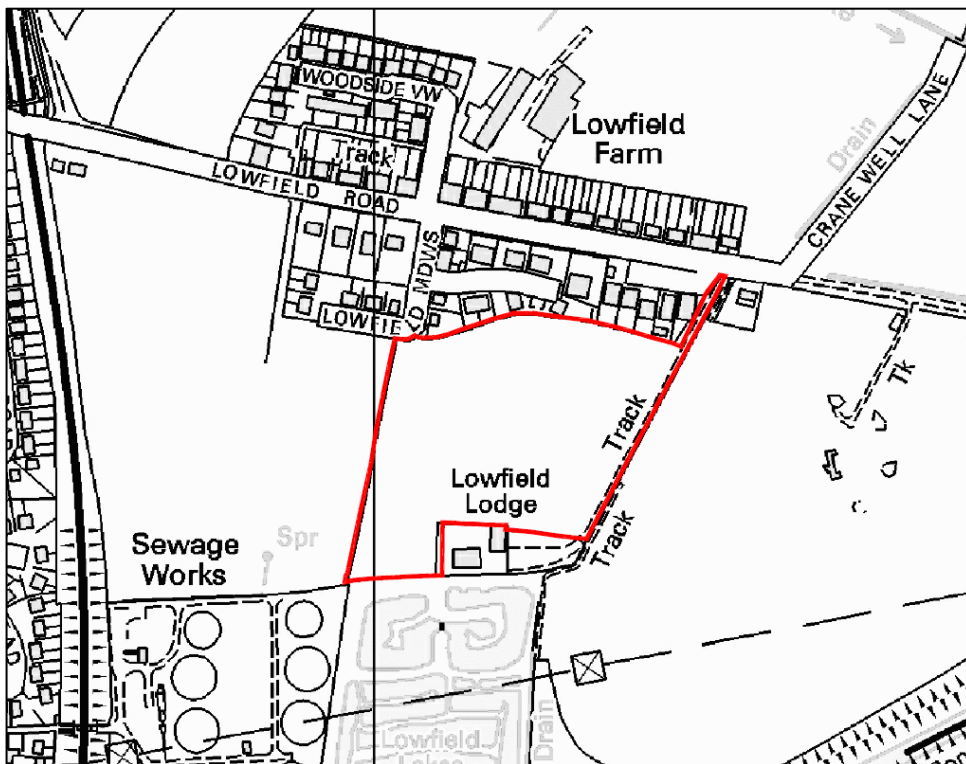 WOODSIDE VW
Lowfield
Farm
Track
Drain
CRANE WELL LANE
LOWFIELD ROAD
LD MDWS
LOWFIE
Track
Tk
Lowfield
Lodge
Track
Spr
Sewage
Works
Drain
Lowfield
Lakes